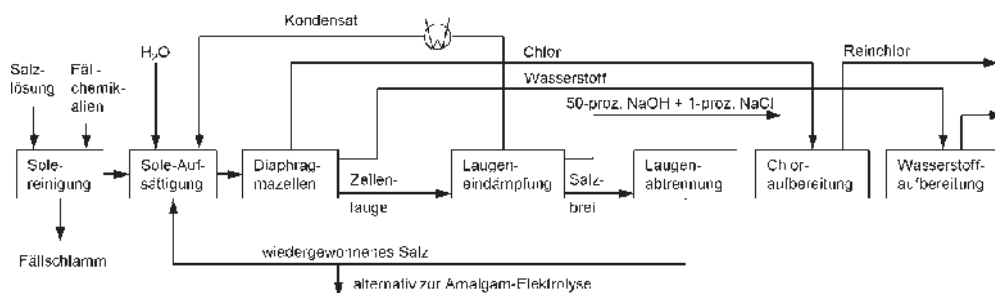 Kondensat
H₂O
Chlor
Reinchlor
Salz-
lösung
Fäl-
chemik-
alien
Wasserstoff
50-proz. NaOH + 1-proz. NaCl
Sole-
reinigung
Sole-Auf-
sättigung
Diaphrag-
mazellen
Zellen-
lauge
Laugen-
eindämpfung
Salz-
brei
Laugen-
abtrennung
Chlor-
aufbereitung
Wasserstoff-
aufbereitung
Fällschlamm
wiedergewonnenes Salz
alternativ zur Amalgam-Elektrolyse